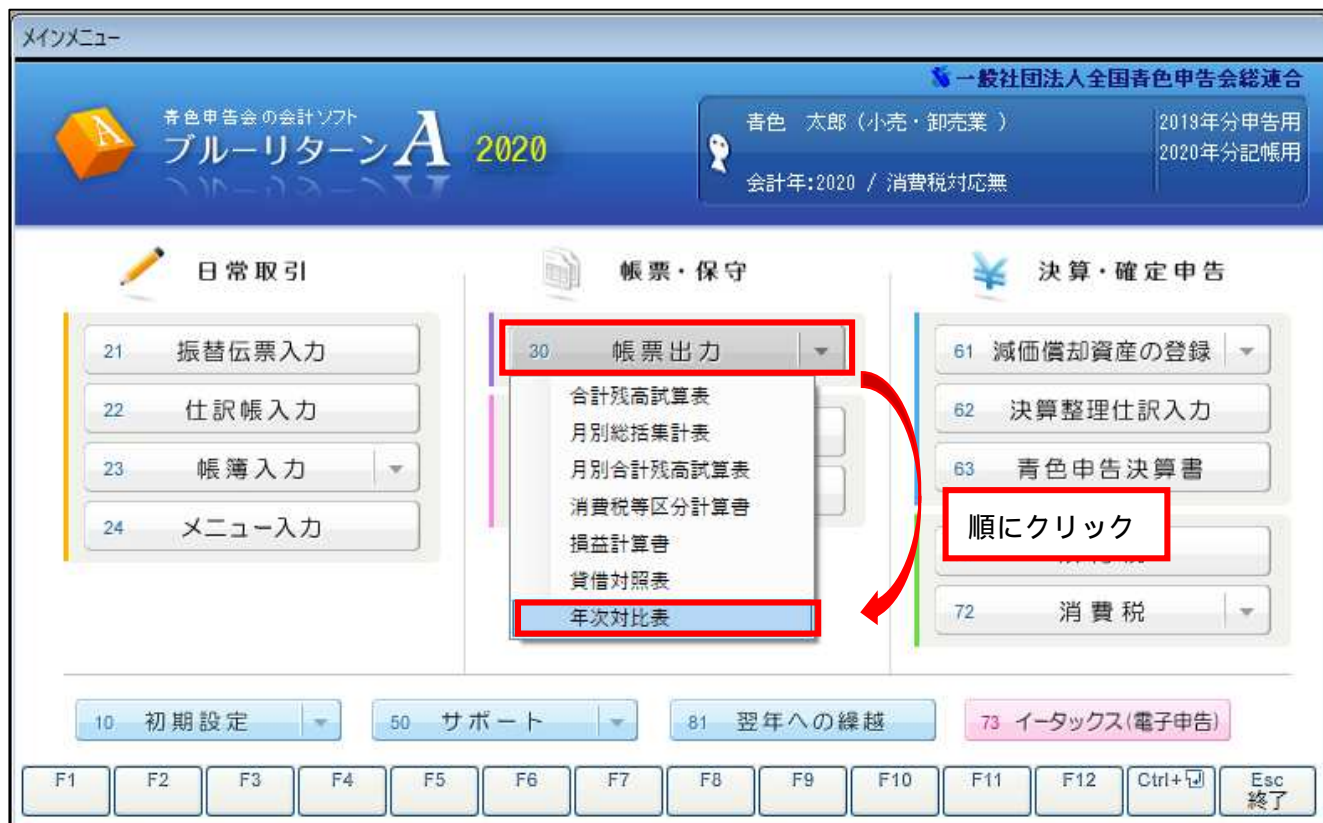 メインメニュー
一般社団法人全国青色申告会総連合
青色申告会の会計ソフト
ブルーリターンA 2020
青色 太郎（小売・卸売業 ）
2019年分申告用
2020年分記帳用
会計年:2020 / 消費税対応無
日常取引
21 振替伝票入力
22 仕訳帳入力
23 帳簿入力
24 メニュー入力
帳票・保守
30 帳票出力
合計残高試算表
月別総括集計表
月別合計残高試算表
消費税等区分計算書
損益計算書
貸借対照表
年次対比表
決算・確定申告
61 減価償却資産の登録
62 決算整理仕訳入力
63 青色申告決算書
順にクリック
72 消費税
10 初期設定
50 サポート
81 翌年への繰越
73 イータックス(電子申告)
F1 F2 F3 F4 F5 F6 F7 F8 F9 F10 F11 F12 Ctrl+ Esc
終了